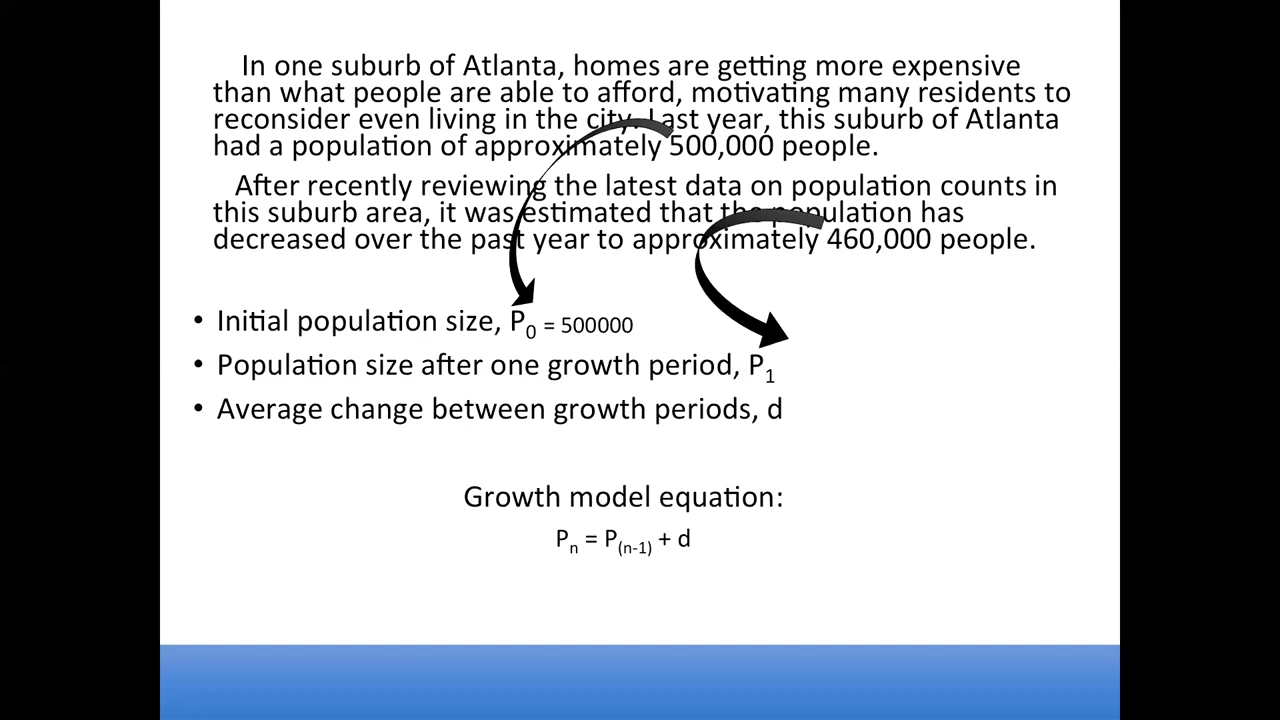 In one suburb of Atlanta, homes are getting more expensive
than what people are able to afford, motivating many residents to
reconsider even living in the city. Last year, this suburb of Atlanta
had a population of approximately 500,000 people.
After recently reviewing the latest data on population counts in
this suburb area, it was estimated that the population has
decreased over the past year to approximately 460,000 people.
• Initial population size, P₀ = 500000
• Population size after one growth period, P₁
• Average change between growth periods, d
Growth model equation:
Pₙ = P₍ₙ₋₁₎ + d